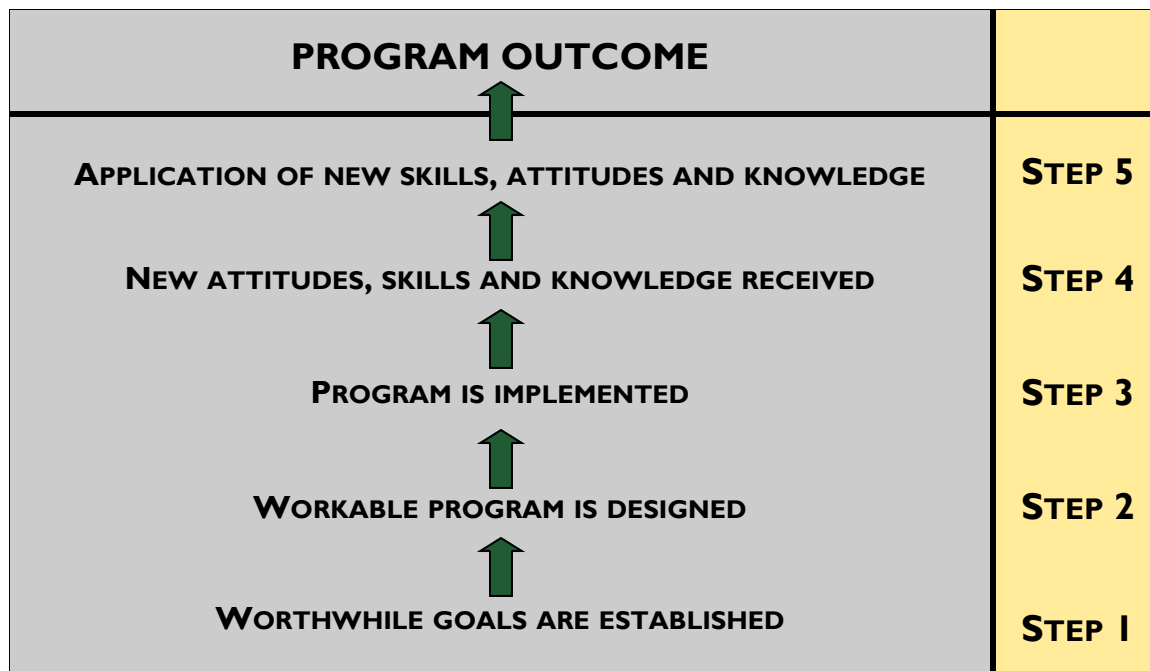 PROGRAM OUTCOME
APPLICATION OF NEW SKILLS, ATTITUDES AND KNOWLEDGE
STEP 5
NEW ATTITUDES, SKILLS AND KNOWLEDGE RECEIVED
STEP 4
PROGRAM IS IMPLEMENTED
STEP 3
WORKABLE PROGRAM IS DESIGNED
STEP 2
WORTHWHILE GOALS ARE ESTABLISHED
STEP 1